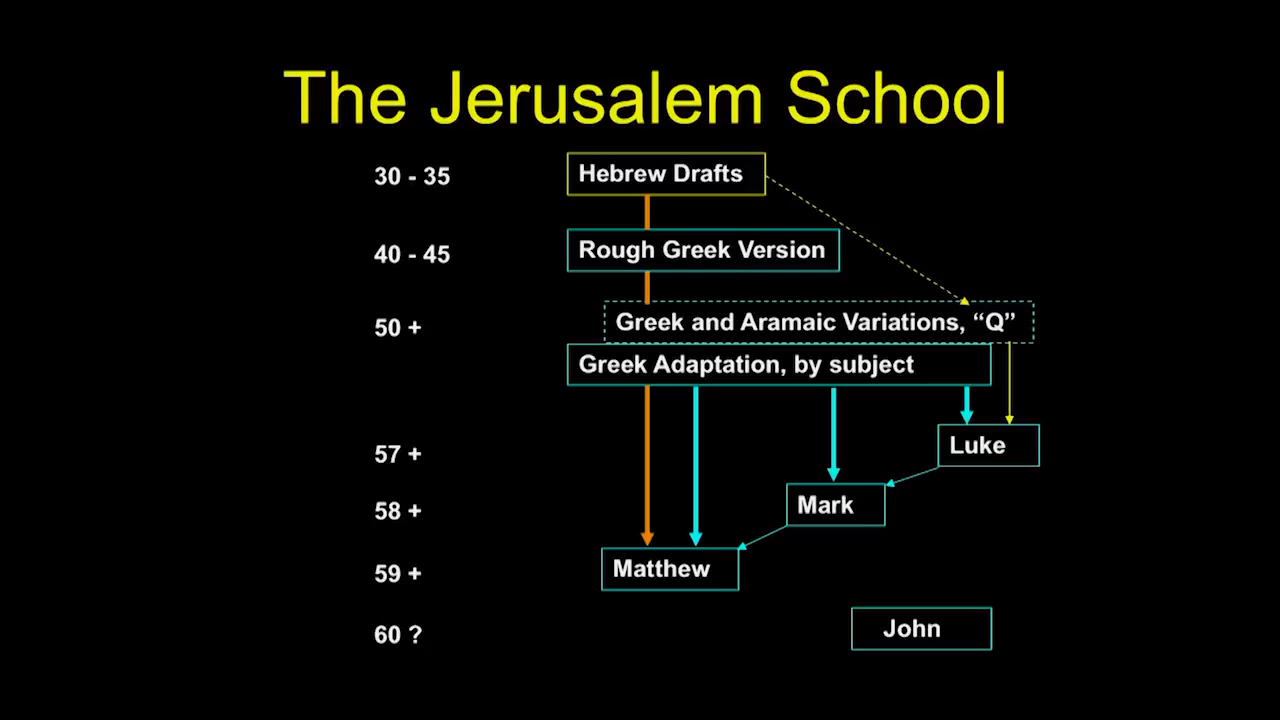 The Jerusalem School
30 - 35
Hebrew Drafts
40 - 45
Rough Greek Version
50 +
Greek and Aramaic Variations, “Q”
Greek Adaptation, by subject
57 +
Luke
58 +
Mark
59 +
Matthew
60 ?
John